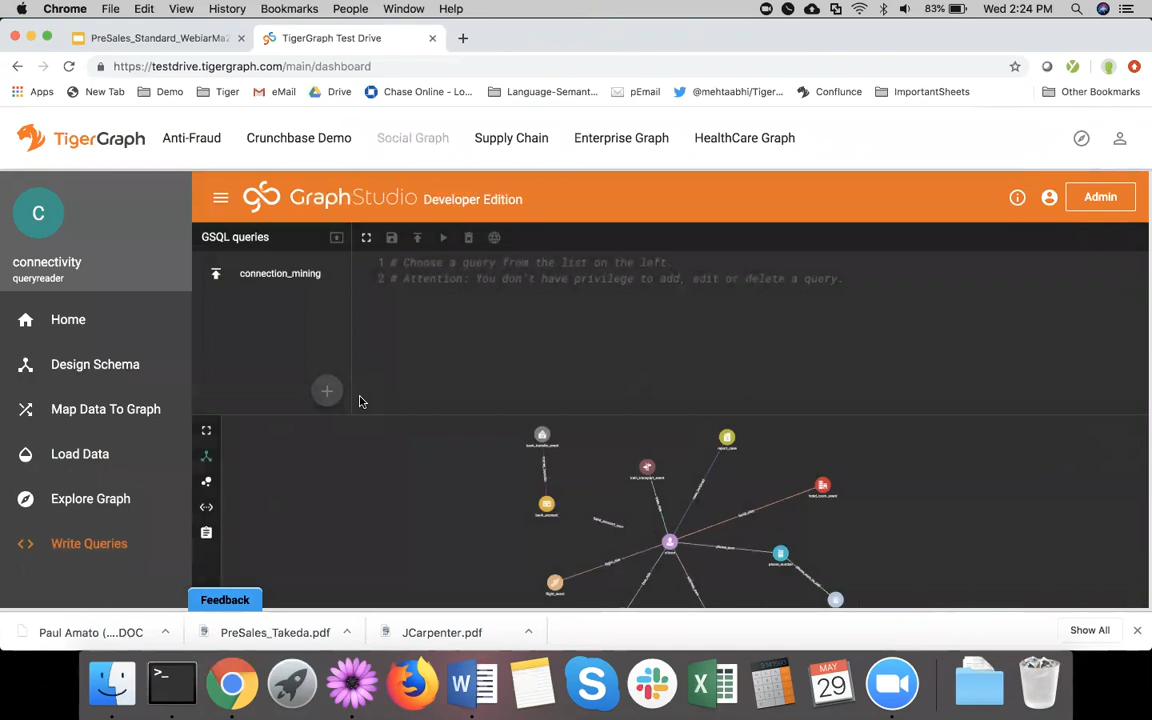 Chrome File Edit View History Bookmarks People Window Help 83% Wed 2:24 PM
PreSales_Standard_WebiarMa2 TigerGraph Test Drive
https://testdrive.tigergraph.com/main/dashboard
Apps New Tab Demo Tiger eMail Drive Chase Online - Lo... Language-Semant... pEmail @mehtaabhi/Tiger... Conflunce ImportantSheets Other Bookmarks
TigerGraph Anti-Fraud Crunchbase Demo Social Graph Supply Chain Enterprise Graph HealthCare Graph
C
connectivity
queryreader
Home
Design Schema
Map Data To Graph
Load Data
Explore Graph
Write Queries
GraphStudio Developer Edition Admin
GSQL queries
connection_mining
1 # Choose a query from the list on the left.
2 # Attention: You don't have privilege to add, edit or delete a query.
Feedback
Paul Amato (....DOC PreSales_Takeda.pdf JCarpenter.pdf Show All
MAY
29